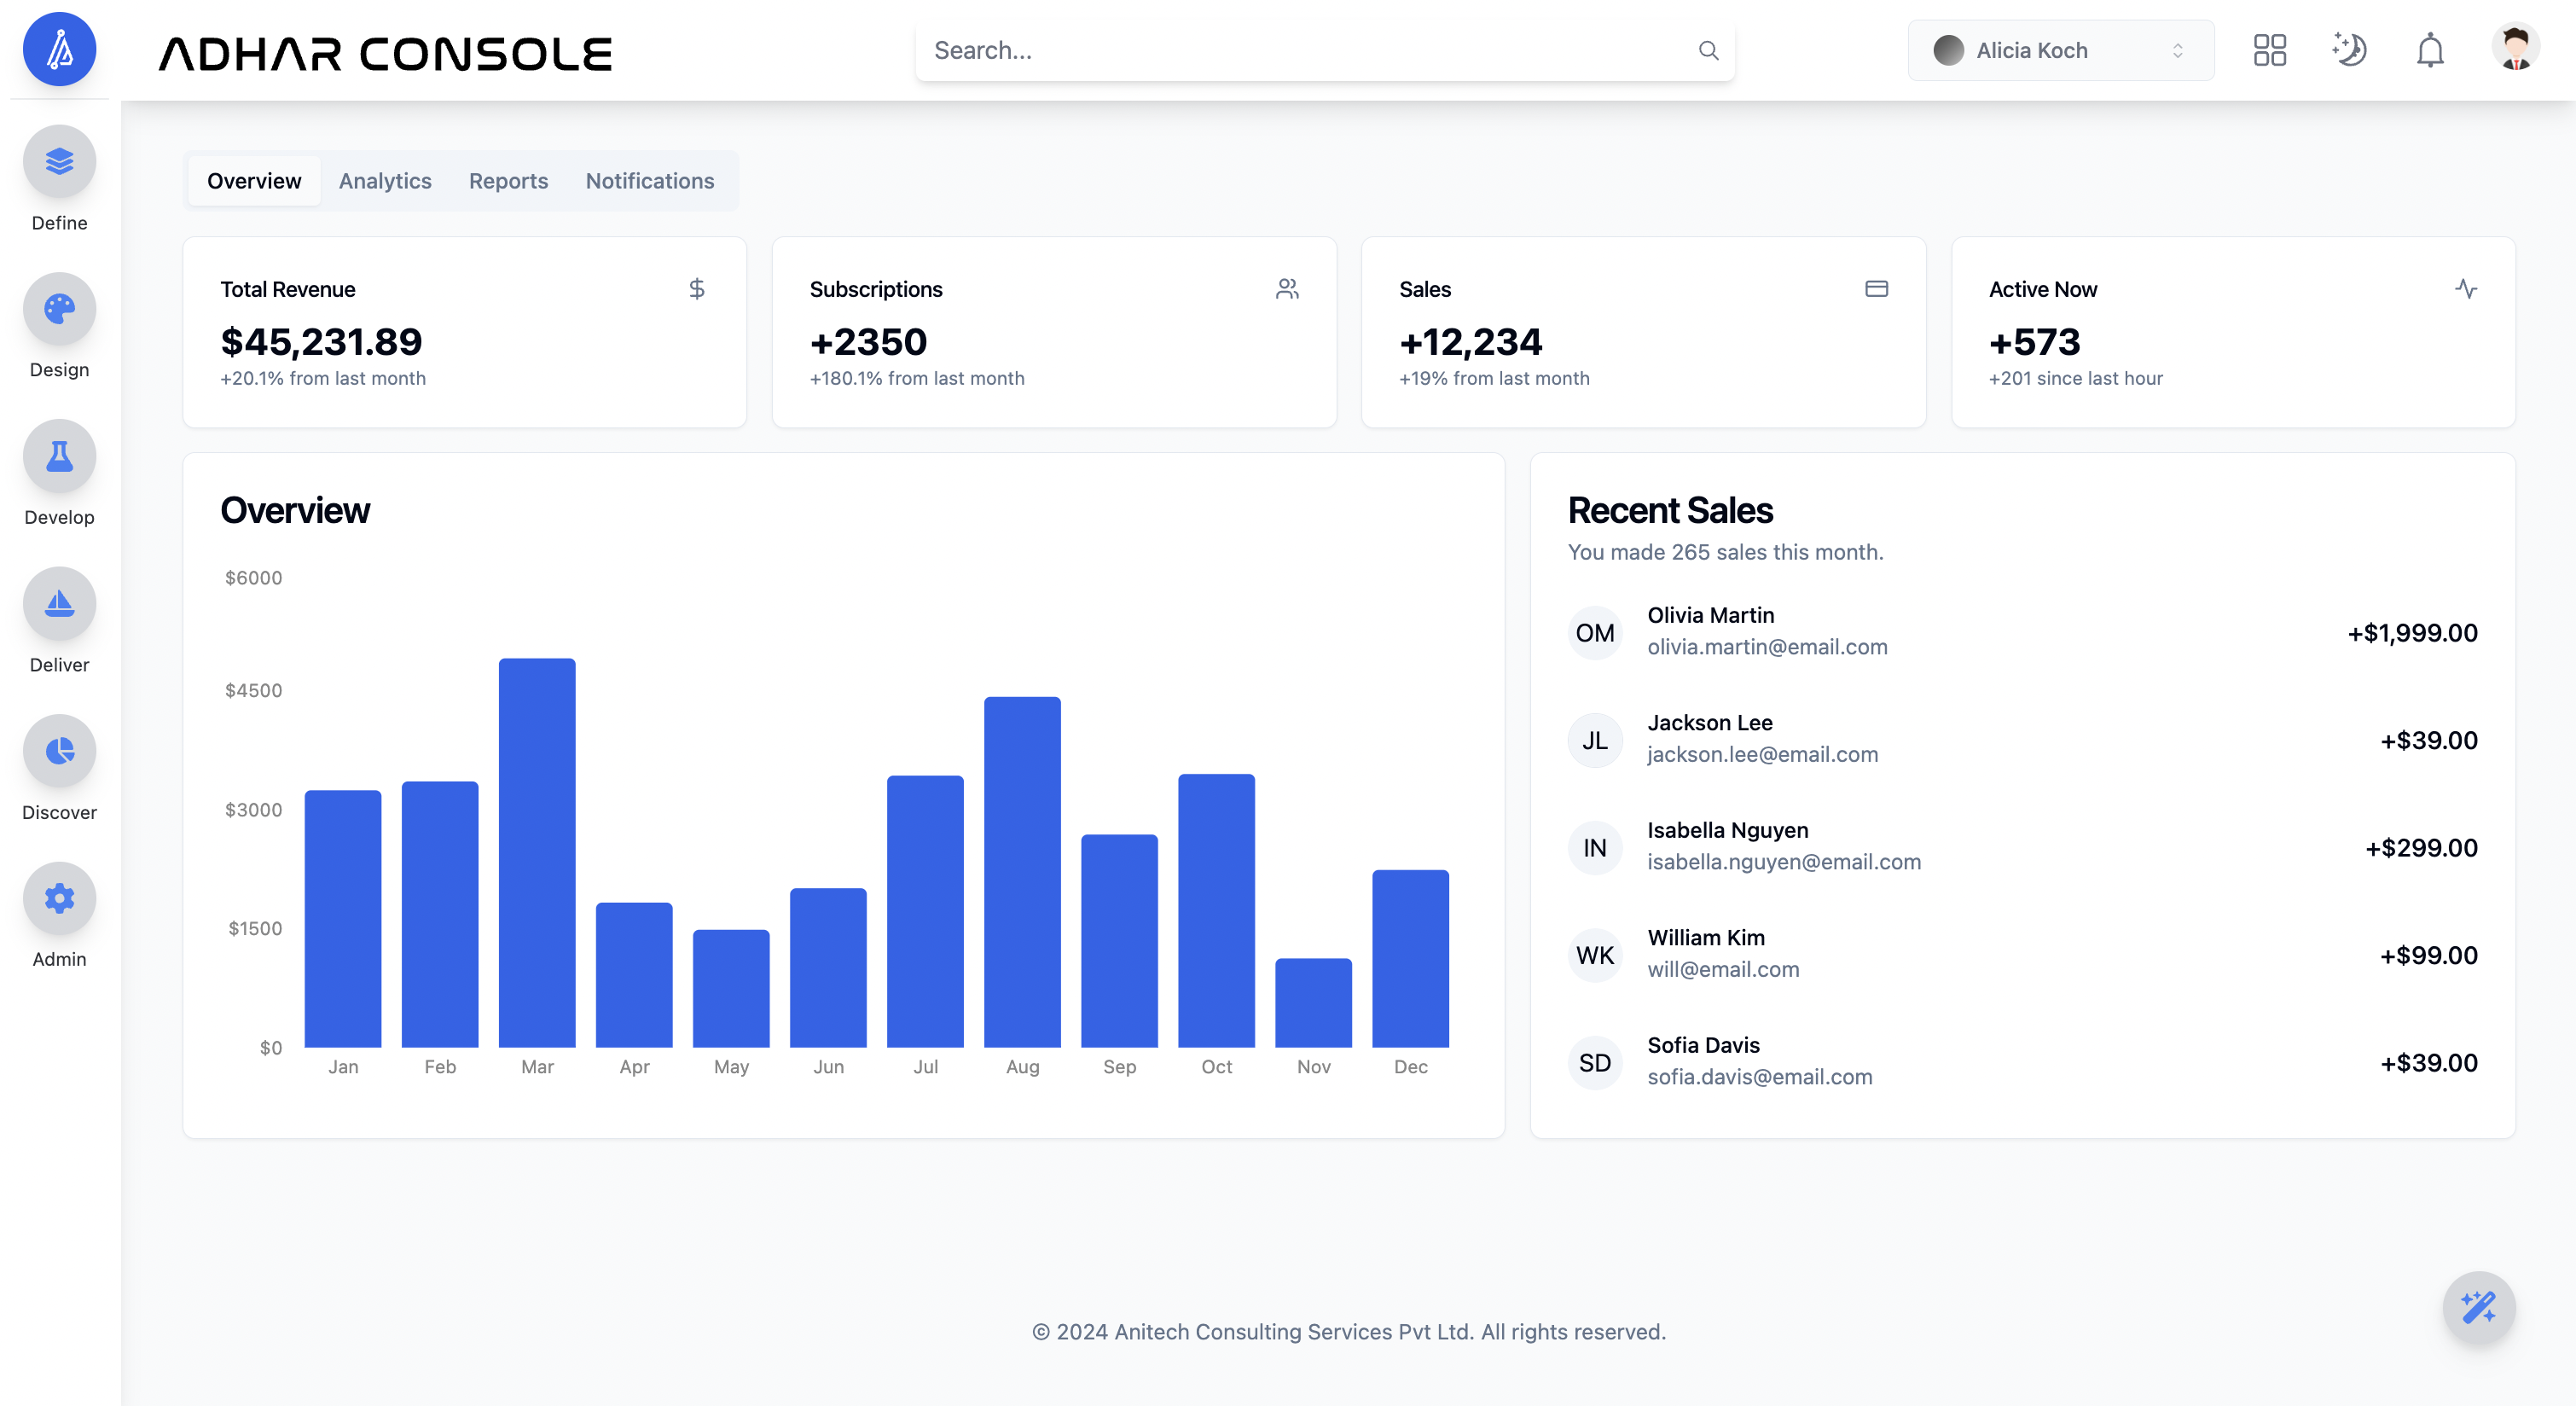 ADHAR CONSOLE
Search...
Alicia Koch
Define
Design
Develop
Deliver
Discover
Admin
Overview Analytics Reports Notifications
Total Revenue
$45,231.89
+20.1% from last month
Subscriptions
+2350
+180.1% from last month
Sales
+12,234
+19% from last month
Active Now
+573
+201 since last hour
Overview
$6000
$4500
$3000
$1500
$0
Jan Feb Mar Apr May Jun Jul Aug Sep Oct Nov Dec
Recent Sales
You made 265 sales this month.
OM
Olivia Martin
olivia.martin@email.com
+$1,999.00
JL
Jackson Lee
jackson.lee@email.com
+$39.00
IN
Isabella Nguyen
isabella.nguyen@email.com
+$299.00
WK
William Kim
will@email.com
+$99.00
SD
Sofia Davis
sofia.davis@email.com
+$39.00
© 2024 Anitech Consulting Services Pvt Ltd. All rights reserved.